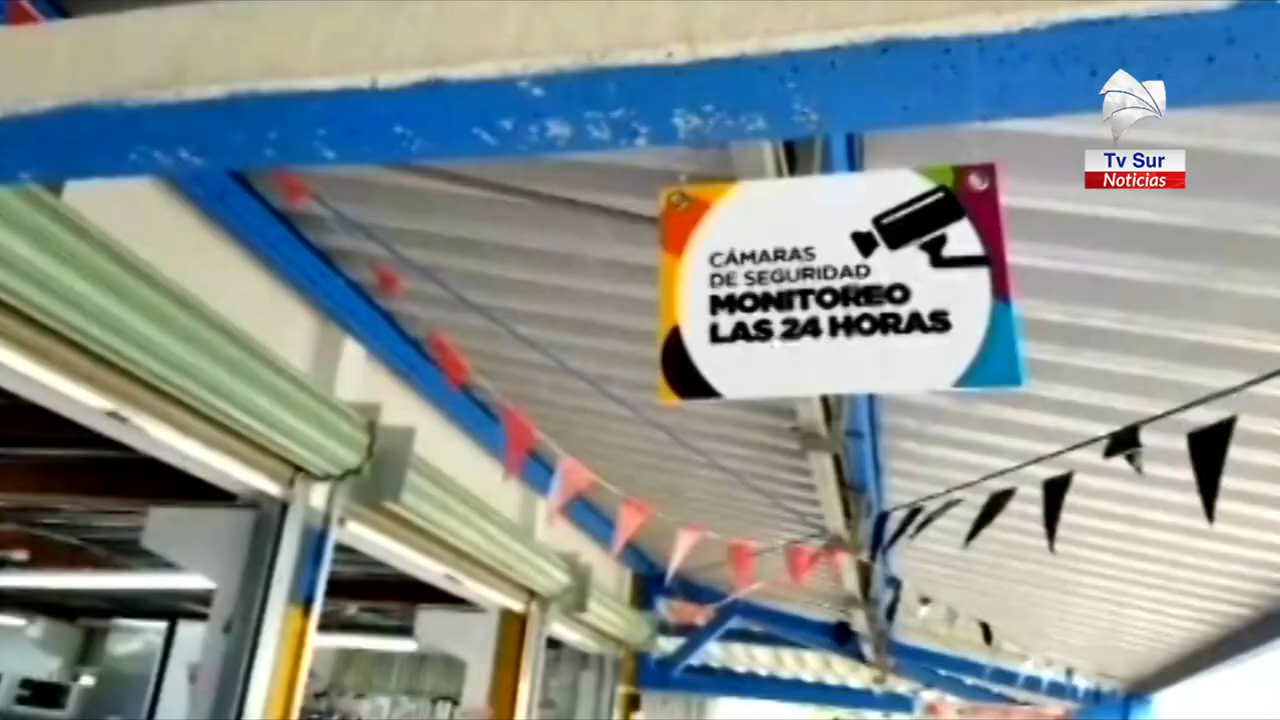 Tv Sur
Noticias
CÁMARAS
DE SEGURIDAD
MONITOREO
LAS 24 HORAS